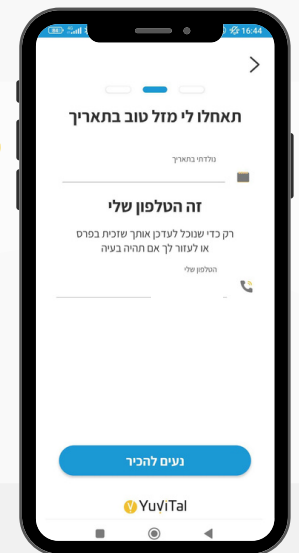 16:44
תאחלו לי מזל טוב בתאריך
נולדתי בתאריך
זה הטלפון שלי
רק כדי שנוכל לעדכן אותך שזכית בפרס
או לעזור לך אם תהיה בעיה
הטלפון שלי
-
נעים להכיר
YuviTal